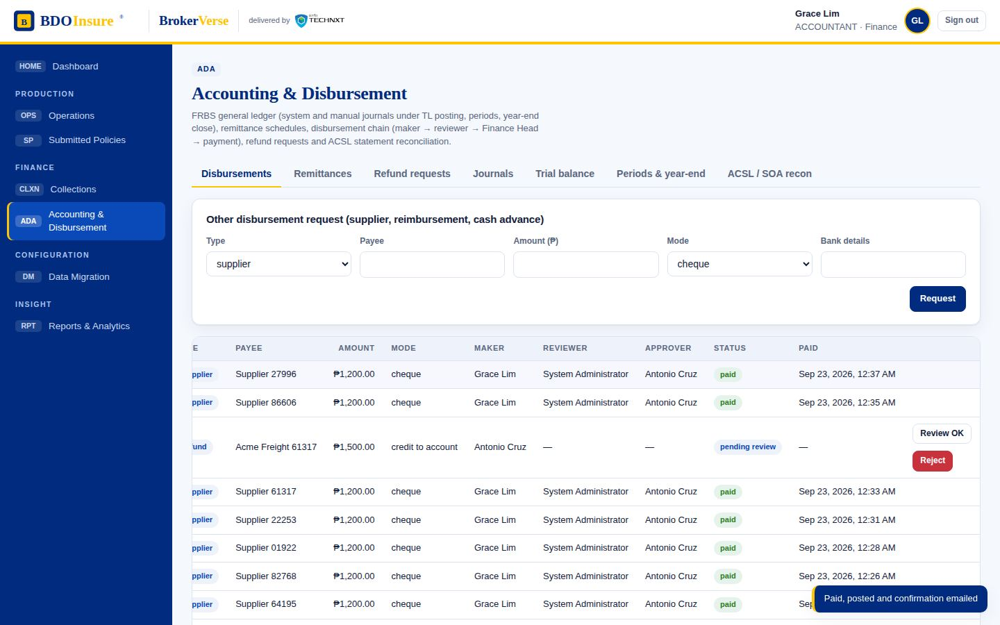 B BDO Insure ®
BrokerVerse
delivered by TECHNXT
Grace Lim
ACCOUNTANT · Finance
GL
Sign out
HOME Dashboard
PRODUCTION
OPS Operations
SP Submitted Policies
FINANCE
CLXN Collections
ADA Accounting &
Disbursement
CONFIGURATION
DM Data Migration
INSIGHT
RPT Reports & Analytics
ADA
Accounting & Disbursement
FRBS general ledger (system and manual journals under TL posting, periods, year-end
close), remittance schedules, disbursement chain (maker → reviewer → Finance Head
→ payment), refund requests and ACSL statement reconciliation.
Disbursements Remittances Refund requests Journals Trial balance Periods & year-end ACSL / SOA recon
Other disbursement request (supplier, reimbursement, cash advance)
Type Payee Amount (₱) Mode Bank details
supplier cheque
Request
E PAYEE AMOUNT MODE MAKER REVIEWER APPROVER STATUS PAID
pplier Supplier 27996 ₱1,200.00 cheque Grace Lim System Administrator Antonio Cruz paid Sep 23, 2026, 12:37 AM
pplier Supplier 86606 ₱1,200.00 cheque Grace Lim System Administrator Antonio Cruz paid Sep 23, 2026, 12:35 AM
und Acme Freight 61317 ₱1,500.00 credit to account Antonio Cruz — — pending review — Review OK
Reject
pplier Supplier 61317 ₱1,200.00 cheque Grace Lim System Administrator Antonio Cruz paid Sep 23, 2026, 12:33 AM
pplier Supplier 22253 ₱1,200.00 cheque Grace Lim System Administrator Antonio Cruz paid Sep 23, 2026, 12:31 AM
pplier Supplier 01922 ₱1,200.00 cheque Grace Lim System Administrator Antonio Cruz paid Sep 23, 2026, 12:28 AM
pplier Supplier 82768 ₱1,200.00 cheque Grace Lim System Administrator Antonio Cruz paid Sep 23, 2026, 12:26 AM
pplier Supplier 64195 ₱1,200.00 cheque Grace Lim System Administrator Antonio Cruz paid Sep
Paid, posted and confirmation emailed